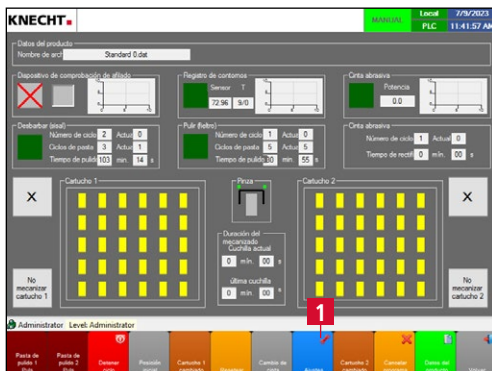 KNECHT
MANUAL
Local
PLC
7/9/2023
11:41:57 AM
Datos del producto
Nombre de arch
Standard 0.dat
Dispositivo de comprobación de afilado
Registro de contornos
Sensor T
72.96 9/0
Cinta abrasiva
Potencia
0.0
Desbarbar (sisal)
Número de ciclo 2 Actua 0
Ciclos de pasta 3 Actua 1
Tiempo de pulido 103 min. 14 s
Pulir (fieltro)
Número de ciclo 1 Actua 0
Ciclos de pasta 5 Actua 5
Tiempo de pulido 00 min. 55 s
Cinta abrasiva
Número de ciclo 1 Actual 0
Tiempo de rectif 0 min. 00 s
X
Cartucho 1
Pinza
Cartucho 2
X
Duración del
mecanizado
Cuchilla actual
0 min. 00 s
última cuchilla
0 min. 00 s
No
mecanizar
cartucho 1
No
mecanizar
cartucho 2
Administrator Level: Administrator
1
Pasta de
pulido 1
Pasta de
pulido 2
Detener
ciclo
Posición
inicial
Cartucho 1
cambiado
Resetear
Cambio de
Ajustes
Cartucho 2
cambiado
Cancelar
Datos del
producto
Volver